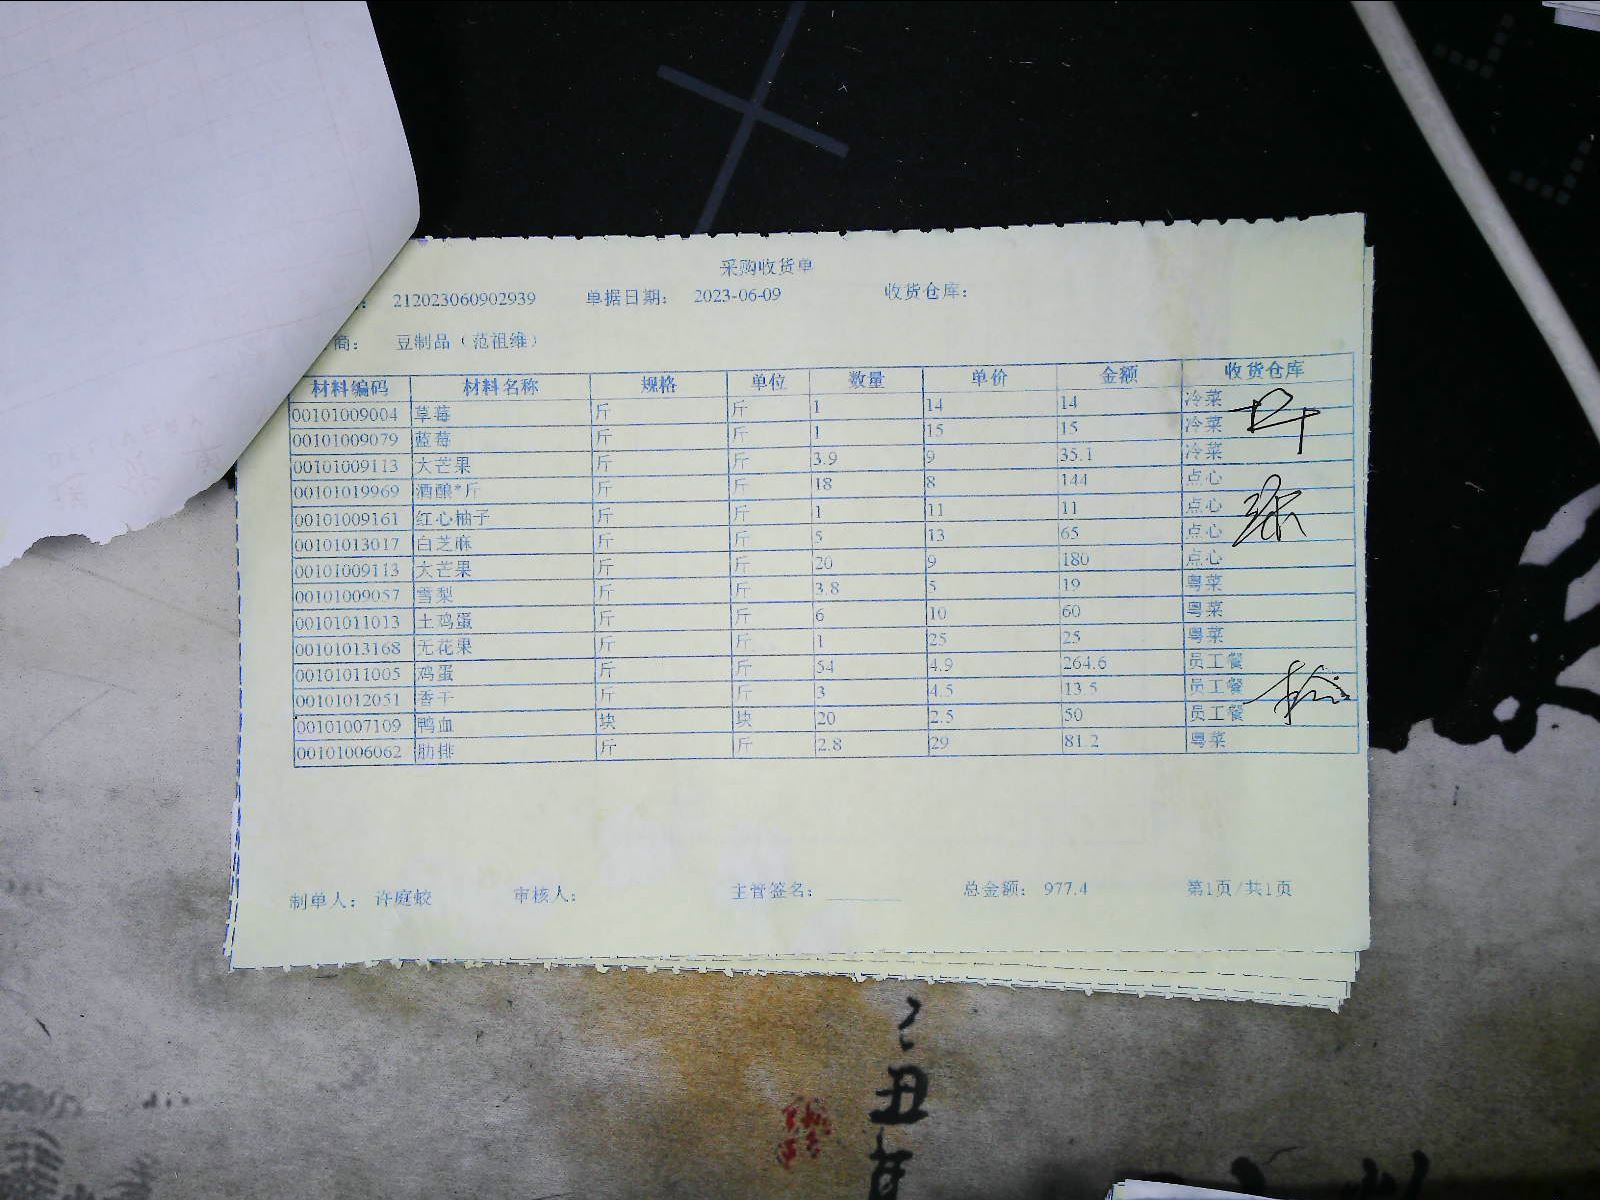 采购收货单
: 212023060902939 单据日期: 2023-06-09 收货仓库:
商: 豆制品（范祖维）
材料编码 材料名称 规格 单位 数量 单价 金额 收货仓库
00101009004 草莓 斤 斤 1 14 14 冷菜
00101009079 蓝莓 斤 斤 1 15 15 冷菜
00101009113 大芒果 斤 斤 3.9 9 35.1 冷菜
00101019969 酒酿*斤 斤 斤 18 8 144 点心
00101009161 红心柚子 斤 斤 1 11 11 点心
00101013017 白芝麻 斤 斤 5 13 65 点心
00101009113 大芒果 斤 斤 20 9 180 点心
00101009057 雪梨 斤 斤 3.8 5 19 粤菜
00101011013 土鸡蛋 斤 斤 6 10 60 粤菜
00101013168 无花果 斤 斤 1 25 25 粤菜
00101011005 鸡蛋 斤 斤 54 4.9 264.6 员工餐
00101012051 香干 斤 斤 3 4.5 13.5 员工餐
00101007109 鸭血 块 块 20 2.5 50 员工餐
00101006062 肋排 斤 斤 2.8 29 81.2 粤菜
制单人: 许庭蛟 审核人: 主管签名: 总金额: 977.4 第1页/共1页
丑